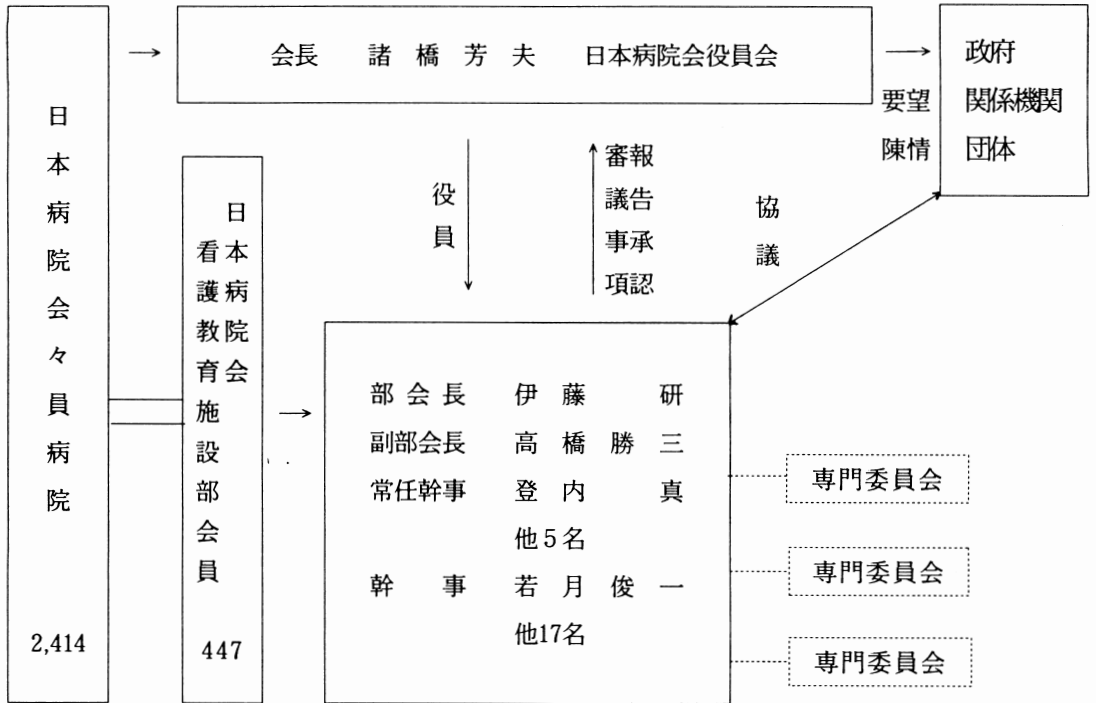 日本病院会々員病院
2,414
会長 諸橋芳夫 日本病院会役員会
政府
関係機関
団体
要望
陳情
日本病院会
看護教育施設部会員
447
役員
報告承認
審議事項
協議
部会長 伊藤研
副部会長 高橋勝三
常任幹事 登内真
他5名
幹事 若月俊一
他17名
専門委員会
専門委員会
専門委員会